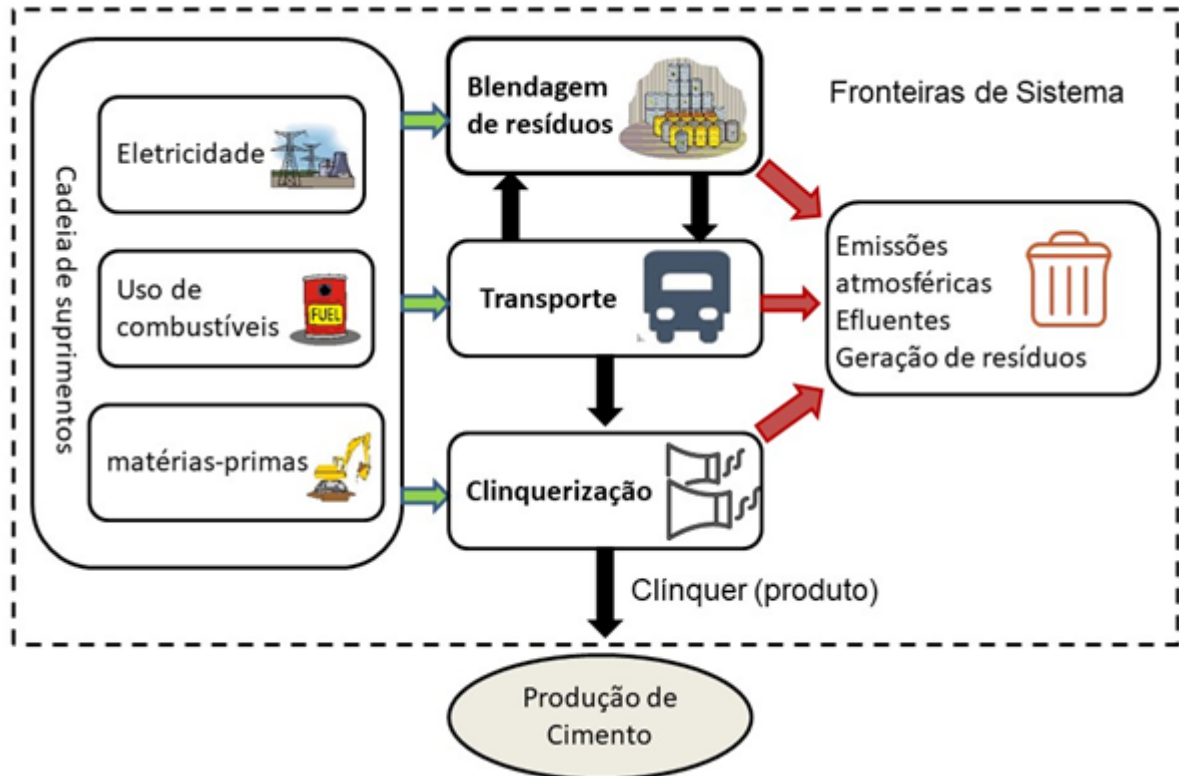 Cadeia de suprimentos
Eletricidade
Uso de
combustíveis
FUEL
matérias-primas
Blendagem
de resíduos
Transporte
Clinquerização
Fronteiras de Sistema
Emissões
atmosféricas
Efluentes
Geração de resíduos
Clínquer (produto)
Produção de
Cimento